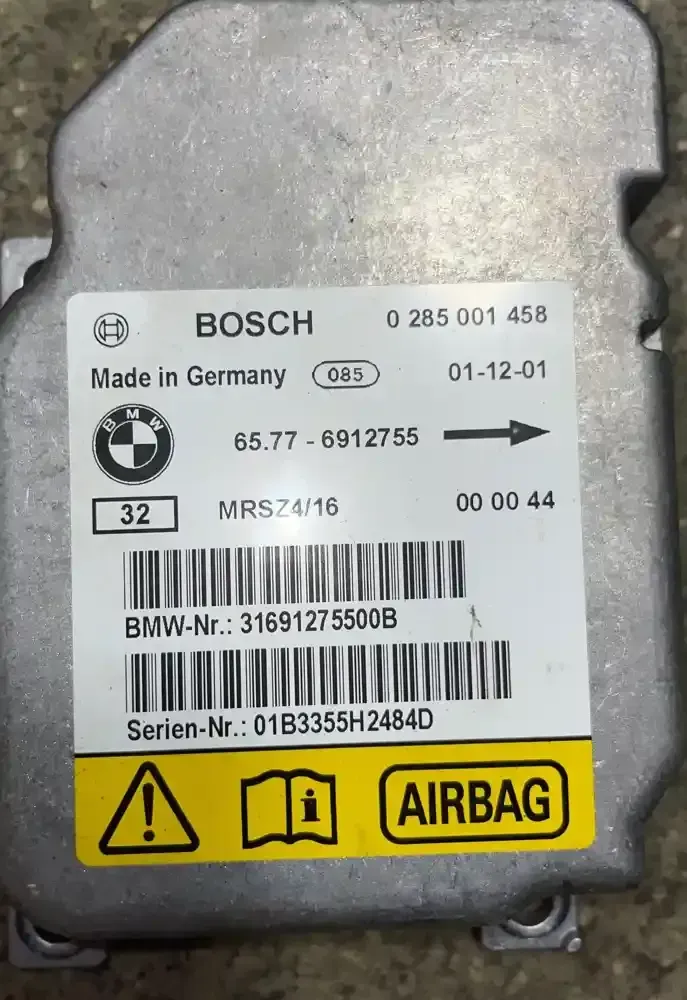 BOSCH 0 285 001 458
Made in Germany 085 01-12-01
BMW 65.77 - 6912755
32 MRSZ4/16 00 00 44
BMW-Nr.: 31691275500B
Serien-Nr.: 01B3355H2484D
AIRBAG